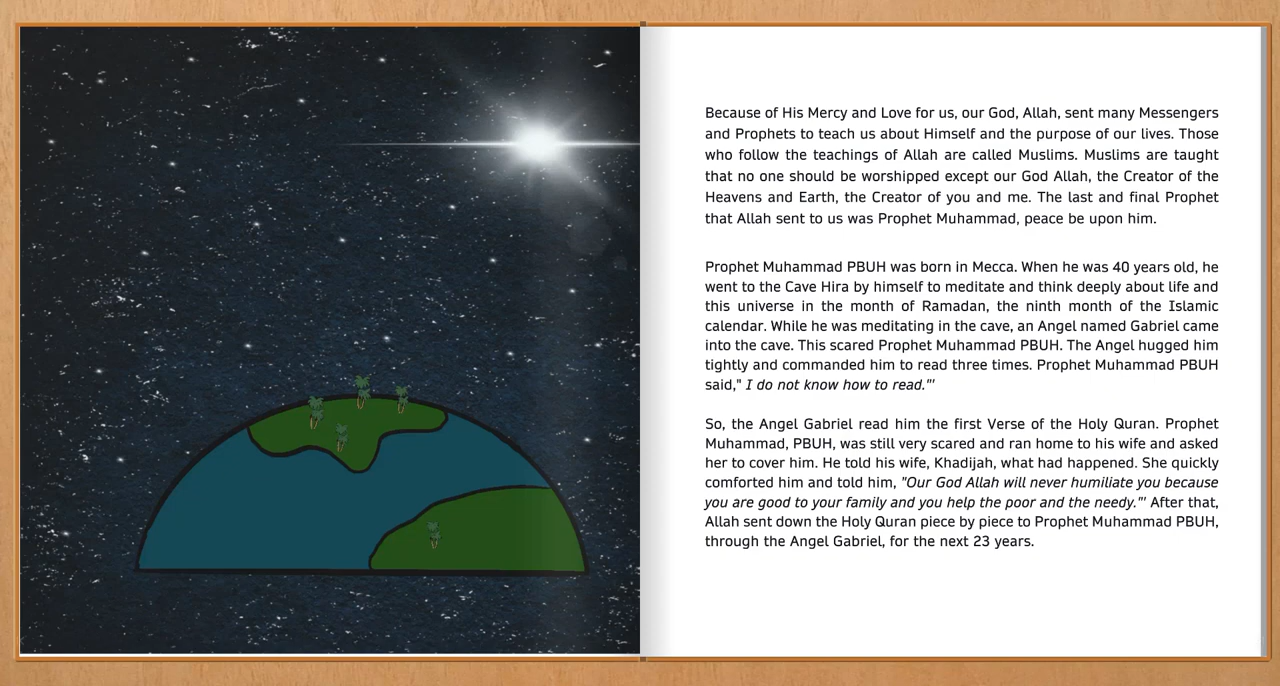 Because of His Mercy and Love for us, our God, Allah, sent many Messengers
and Prophets to teach us about Himself and the purpose of our lives. Those
who follow the teachings of Allah are called Muslims. Muslims are taught
that no one should be worshipped except our God Allah, the Creator of the
Heavens and Earth, the Creator of you and me. The last and final Prophet
that Allah sent to us was Prophet Muhammad, peace be upon him.
Prophet Muhammad PBUH was born in Mecca. When he was 40 years old, he
went to the Cave Hira by himself to meditate and think deeply about life and
this universe in the month of Ramadan, the ninth month of the Islamic
calendar. While he was meditating in the cave, an Angel named Gabriel came
into the cave. This scared Prophet Muhammad PBUH. The Angel hugged him
tightly and commanded him to read three times. Prophet Muhammad PBUH
said," I do not know how to read."'
So, the Angel Gabriel read him the first Verse of the Holy Quran. Prophet
Muhammad, PBUH, was still very scared and ran home to his wife and asked
her to cover him. He told his wife, Khadijah, what had happened. She quickly
comforted him and told him, "Our God Allah will never humiliate you because
you are good to your family and you help the poor and the needy."' After that,
Allah sent down the Holy Quran piece by piece to Prophet Muhammad PBUH,
through the Angel Gabriel, for the next 23 years.